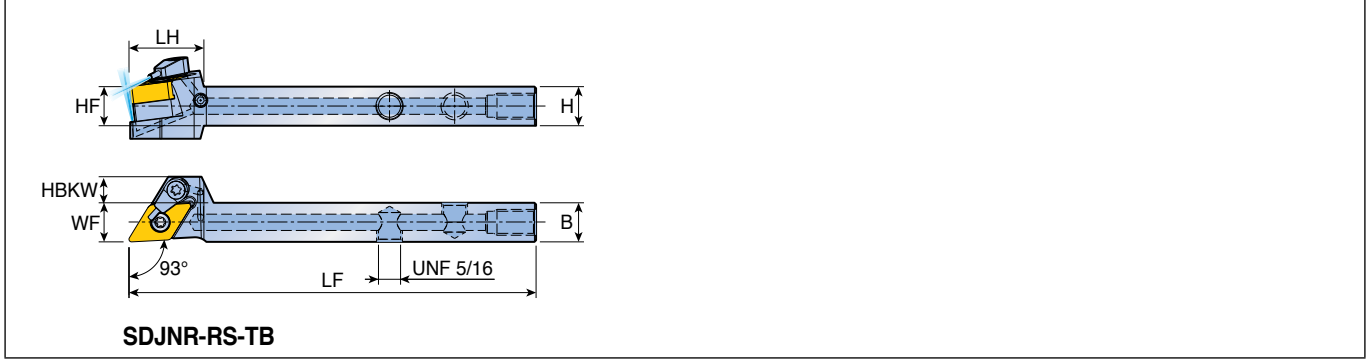 LH
HF
H
HBKW
WF
B
93°
LF
UNF 5/16
SDJNR-RS-TB